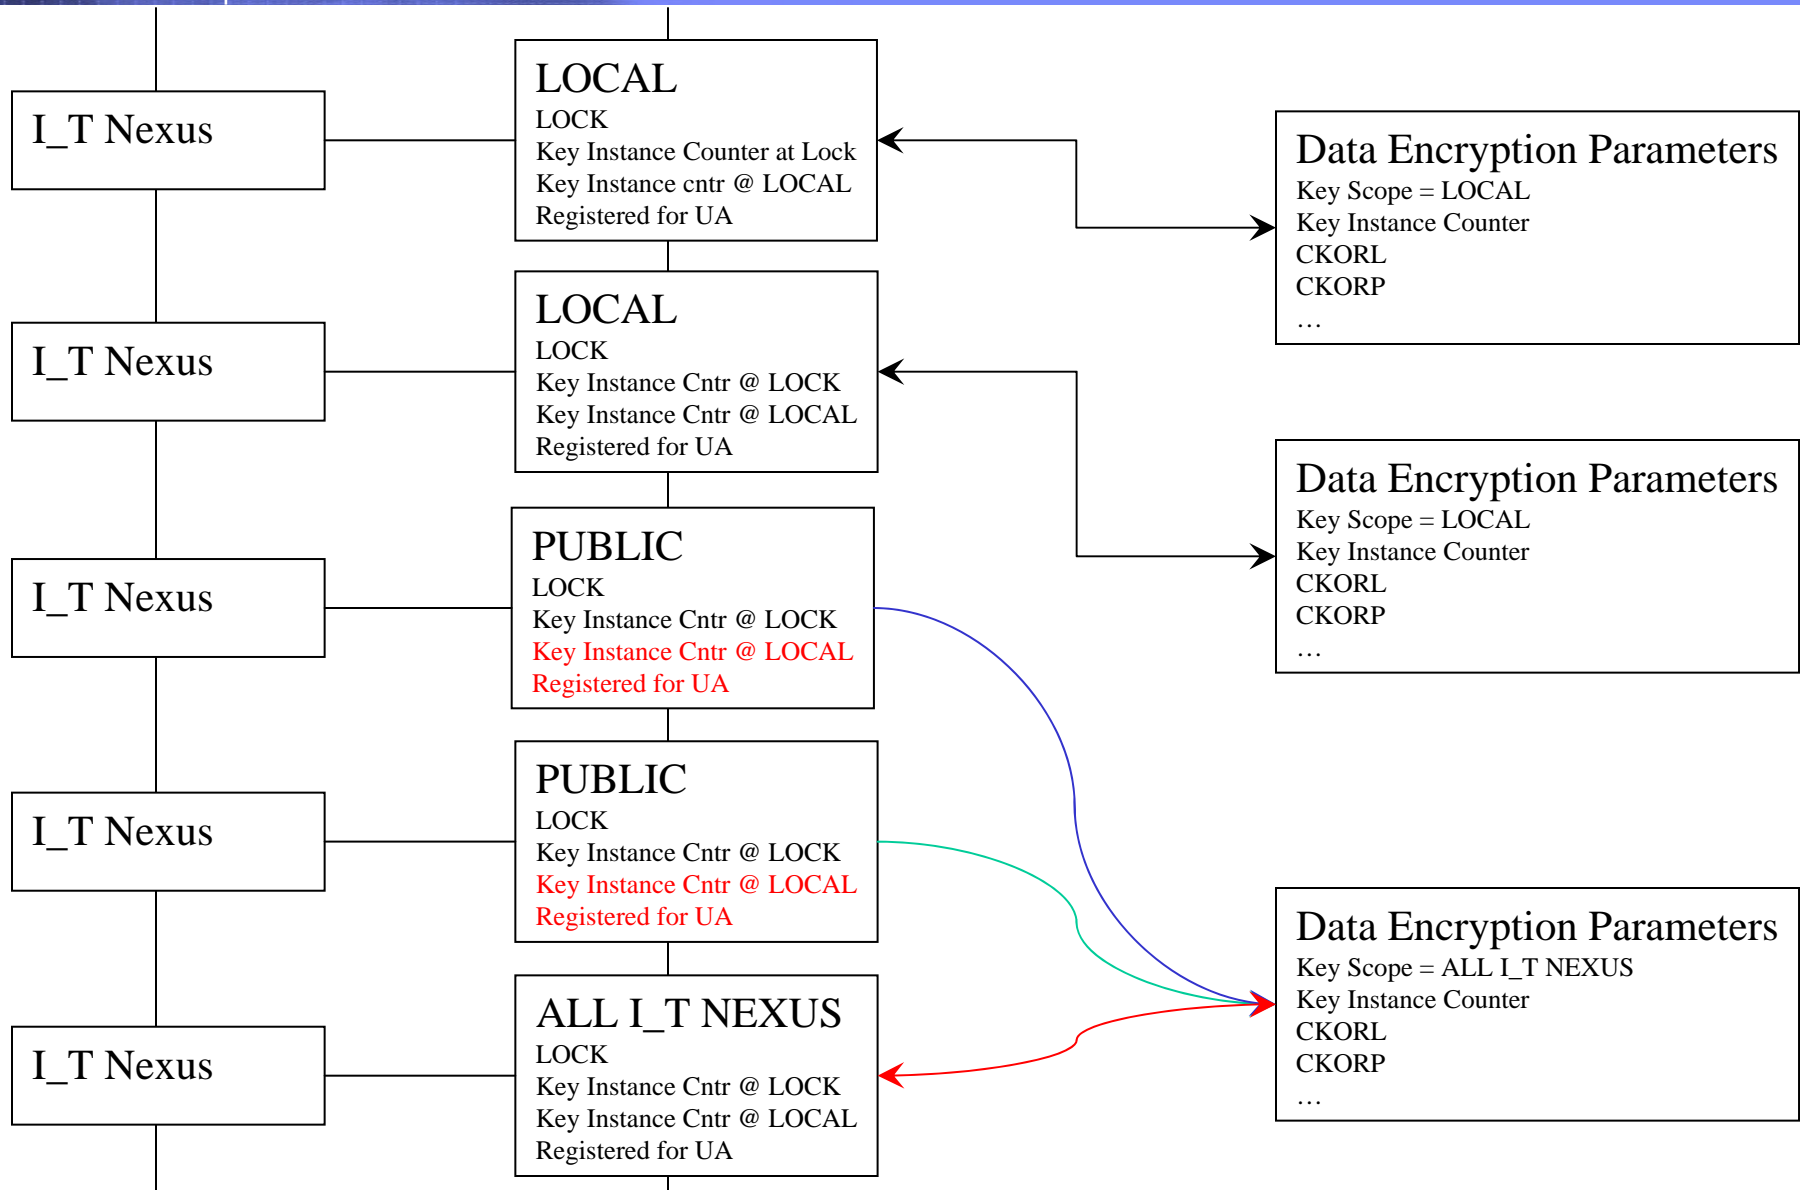 I_T Nexus
LOCAL
LOCK
Key Instance Counter at Lock
Key Instance cntr @ LOCAL
Registered for UA
Data Encryption Parameters
Key Scope = LOCAL
Key Instance Counter
CKORL
CKORP
…
I_T Nexus
LOCAL
LOCK
Key Instance Cntr @ LOCK
Key Instance Cntr @ LOCAL
Registered for UA
Data Encryption Parameters
Key Scope = LOCAL
Key Instance Counter
CKORL
CKORP
…
I_T Nexus
PUBLIC
LOCK
Key Instance Cntr @ LOCK
Key Instance Cntr @ LOCAL
Registered for UA
I_T Nexus
PUBLIC
LOCK
Key Instance Cntr @ LOCK
Key Instance Cntr @ LOCAL
Registered for UA
I_T Nexus
ALL I_T NEXUS
LOCK
Key Instance Cntr @ LOCK
Key Instance Cntr @ LOCAL
Registered for UA
Data Encryption Parameters
Key Scope = ALL I_T NEXUS
Key Instance Counter
CKORL
CKORP
…